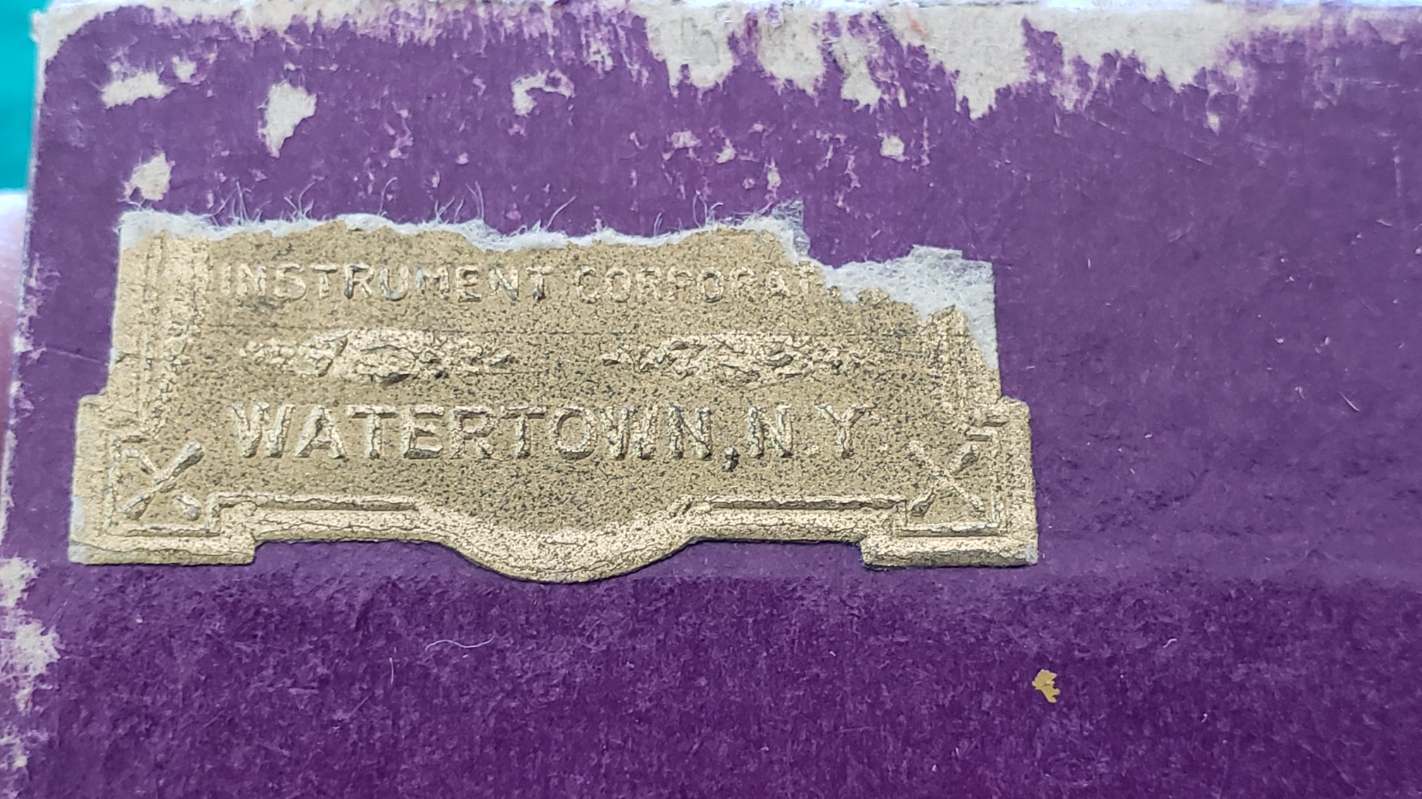 INSTRUMENT CORPORAT
WATERTOWN, N.Y.